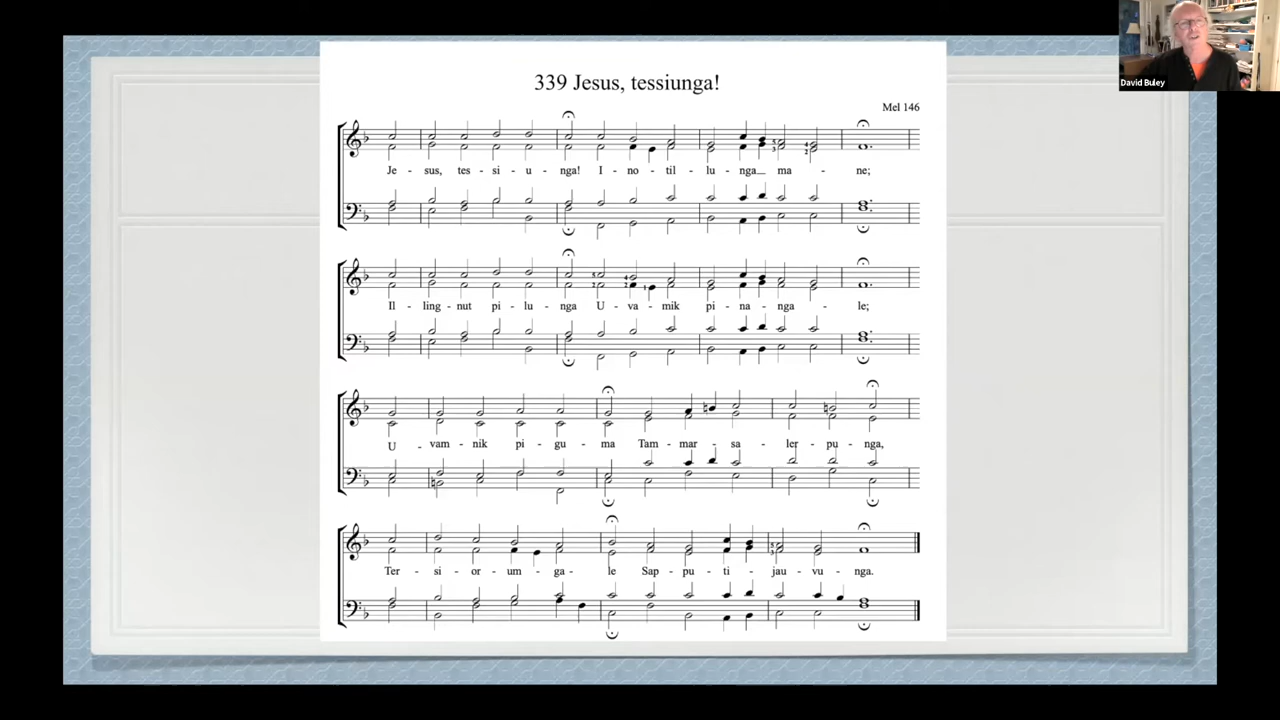 David Buley
339 Jesus, tessiunga!
Mel 146
Je - sus, tes - si - u - nga! I - no - til - lu - nga_ ma - ne;
Il - ling - nut pi - lu - nga U - va - mik pi - na - nga - le;
U - vam - nik pi - gu - ma Tam - mar - sa - ler - pu - nga,
Ter - si - or - um - ga - le Sap - pu - ti - jau - vu - nga.